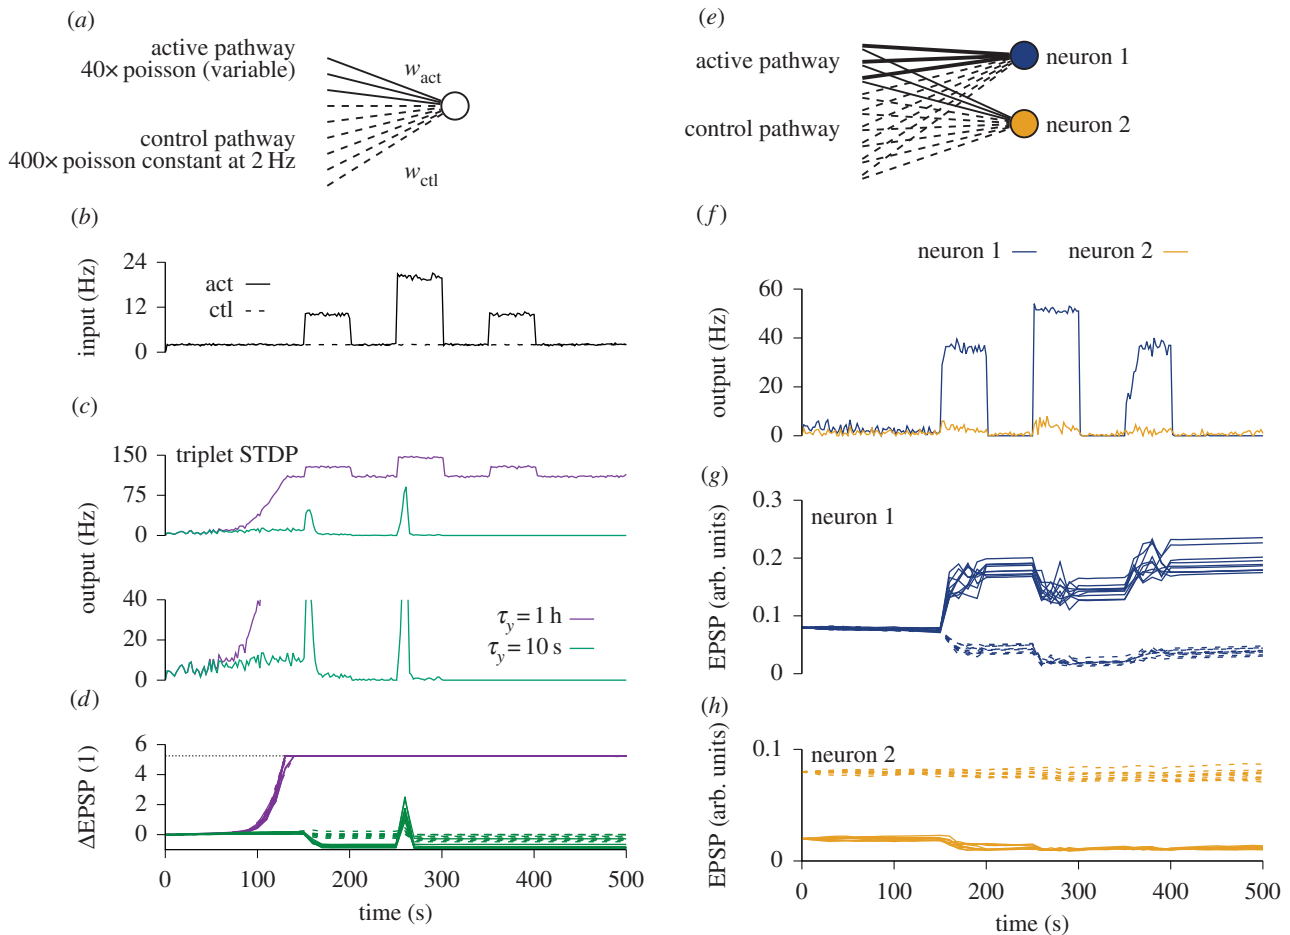 (a)
active pathway
40× poisson (variable)
w_act
control pathway
400× poisson constant at 2 Hz
w_ctl
(b)
input (Hz)
24
12
0
act
ctl
(c)
triplet STDP
output (Hz)
150
75
0
40
20
0
τ_y = 1 h
τ_y = 10 s
(d)
ΔEPSP (1)
6
4
2
0
0 100 200 300 400 500
time (s)
(e)
active pathway
control pathway
neuron 1
neuron 2
(f)
neuron 1
neuron 2
output (Hz)
60
40
20
0
(g)
neuron 1
EPSP (arb. units)
0.3
0.2
0.1
0
(h)
neuron 2
EPSP (arb. units)
0.1
0
0 100 200 300 400 500
time (s)